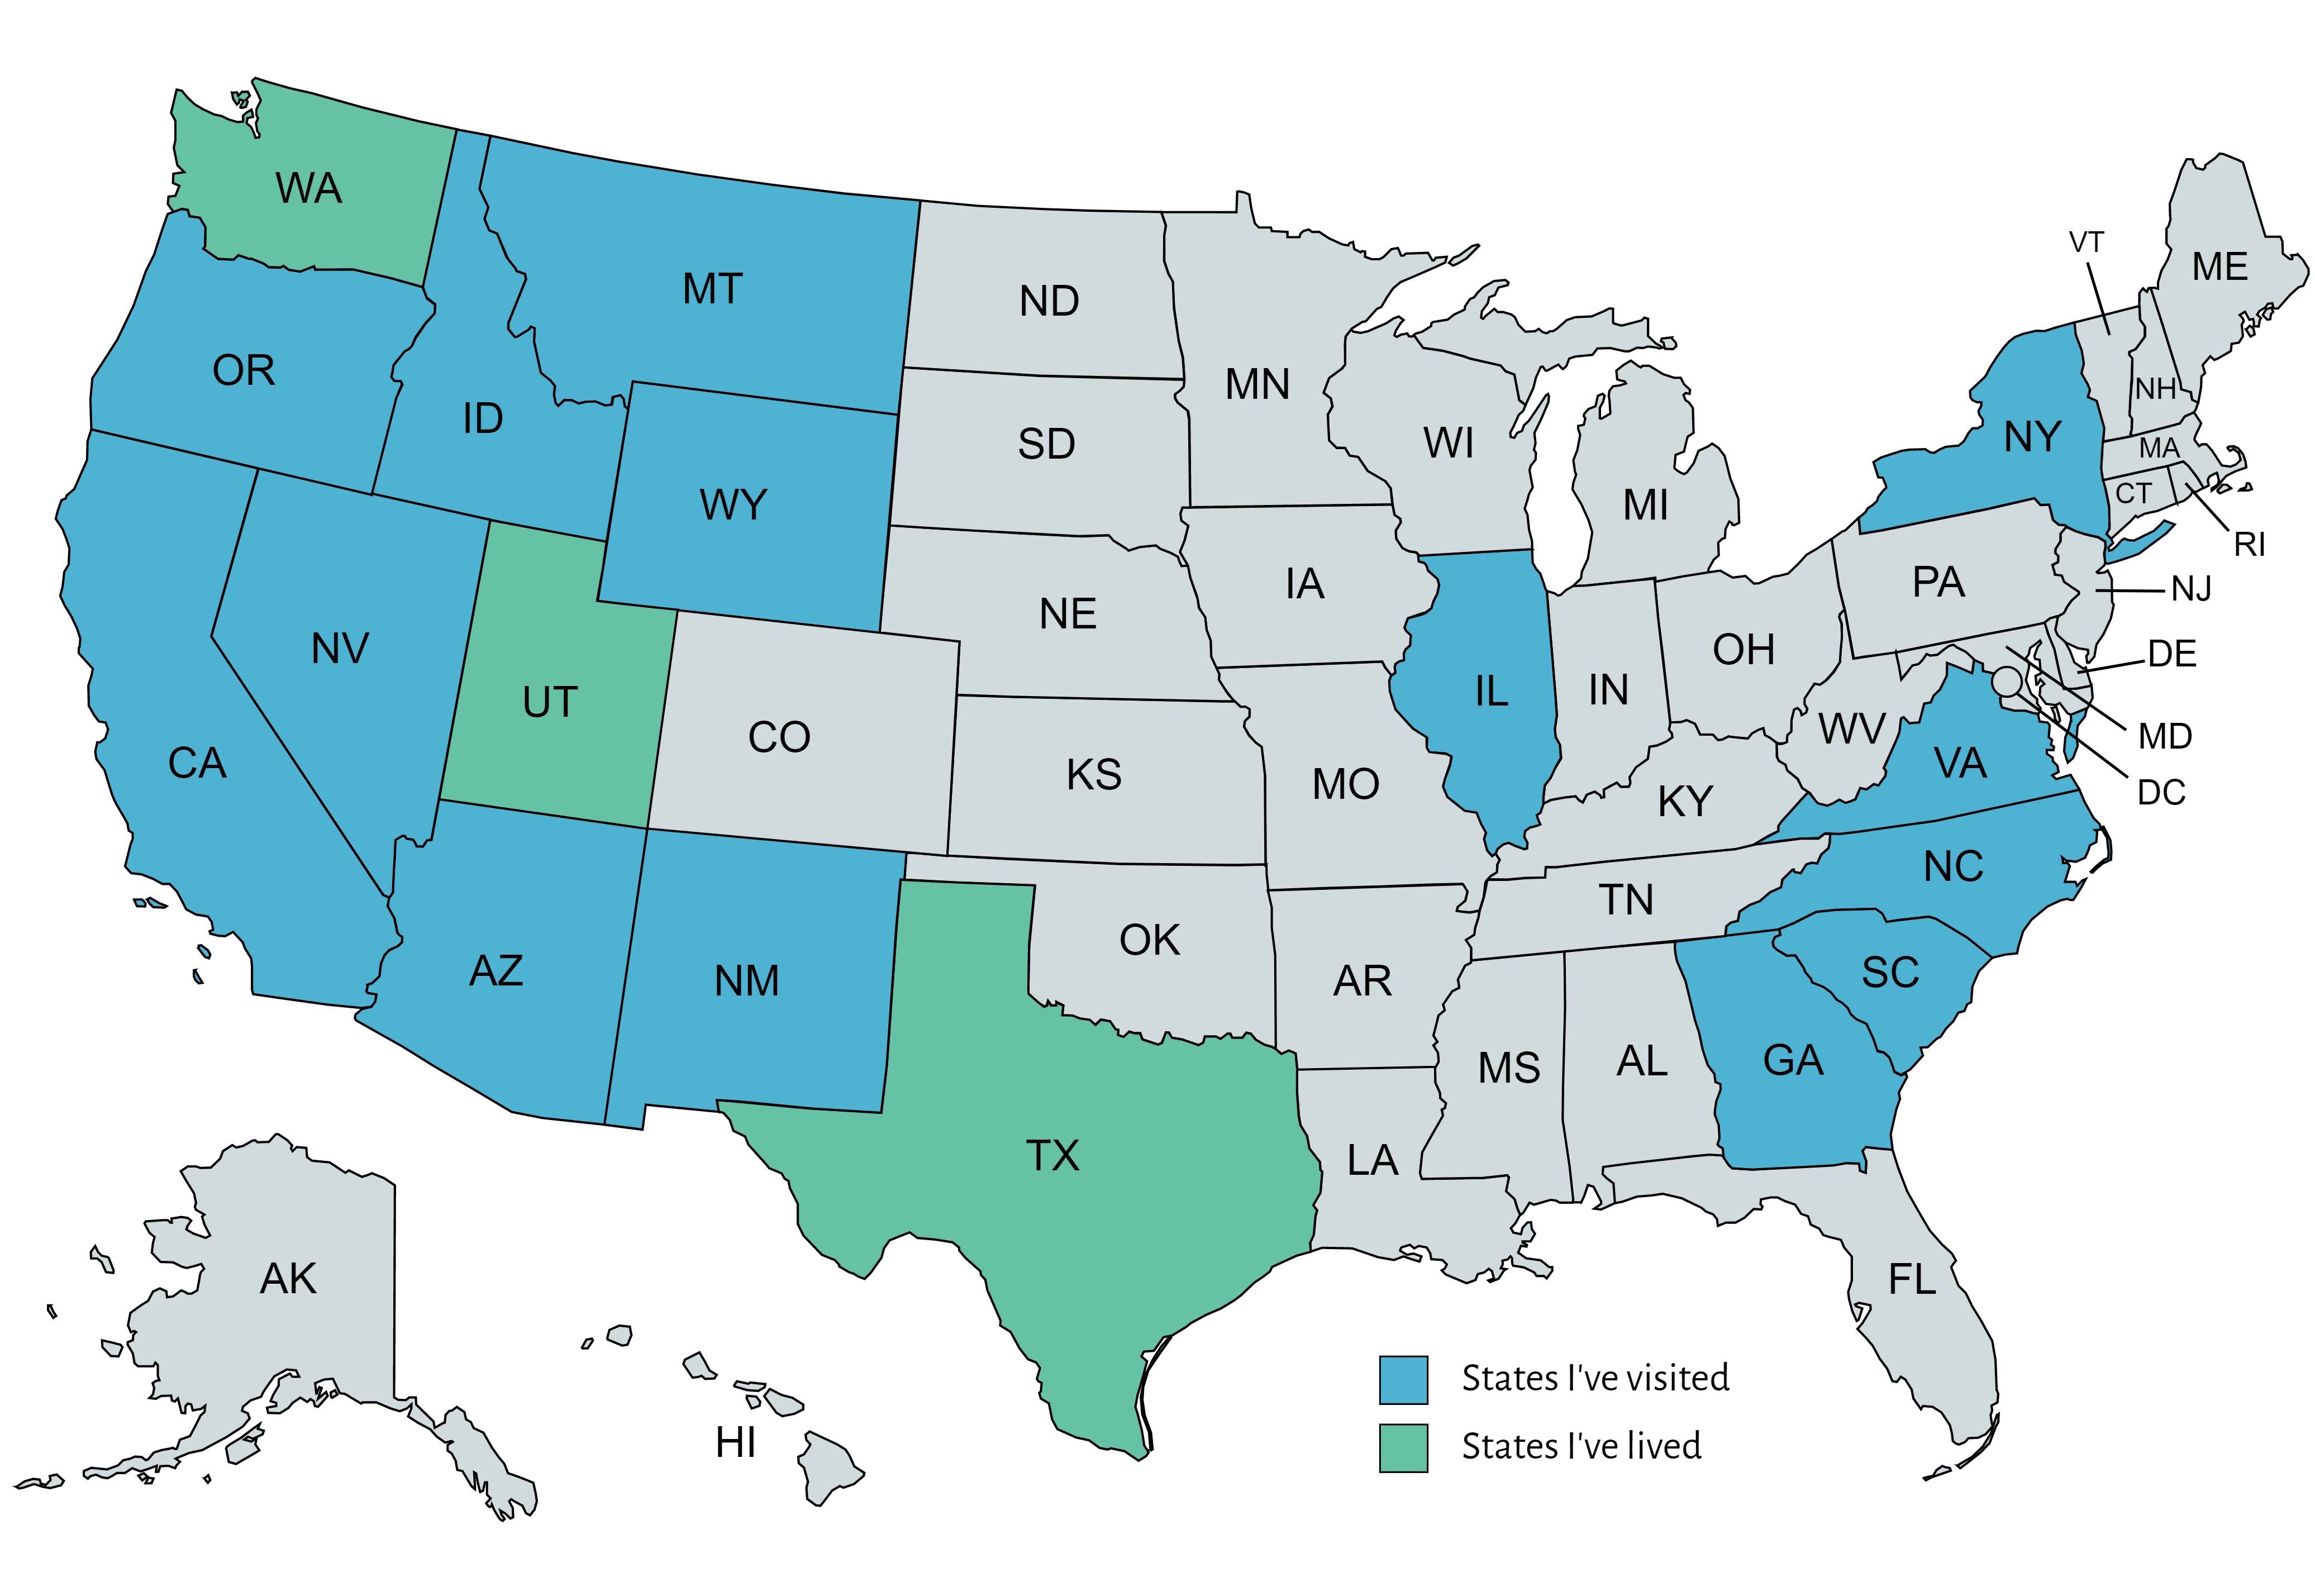 WA
MT
ND
VT
ME
OR
MN
ID
SD
NH
WI
NY
MA
WY
MI
CT
RI
IA
PA
NJ
NE
NV
OH
DE
UT
IL
IN
CO
WV
MD
CA
KS
MO
VA
DC
KY
NC
TN
OK
AZ
NM
AR
SC
MS
AL
GA
TX
LA
AK
FL
HI
States I've visited
States I've lived